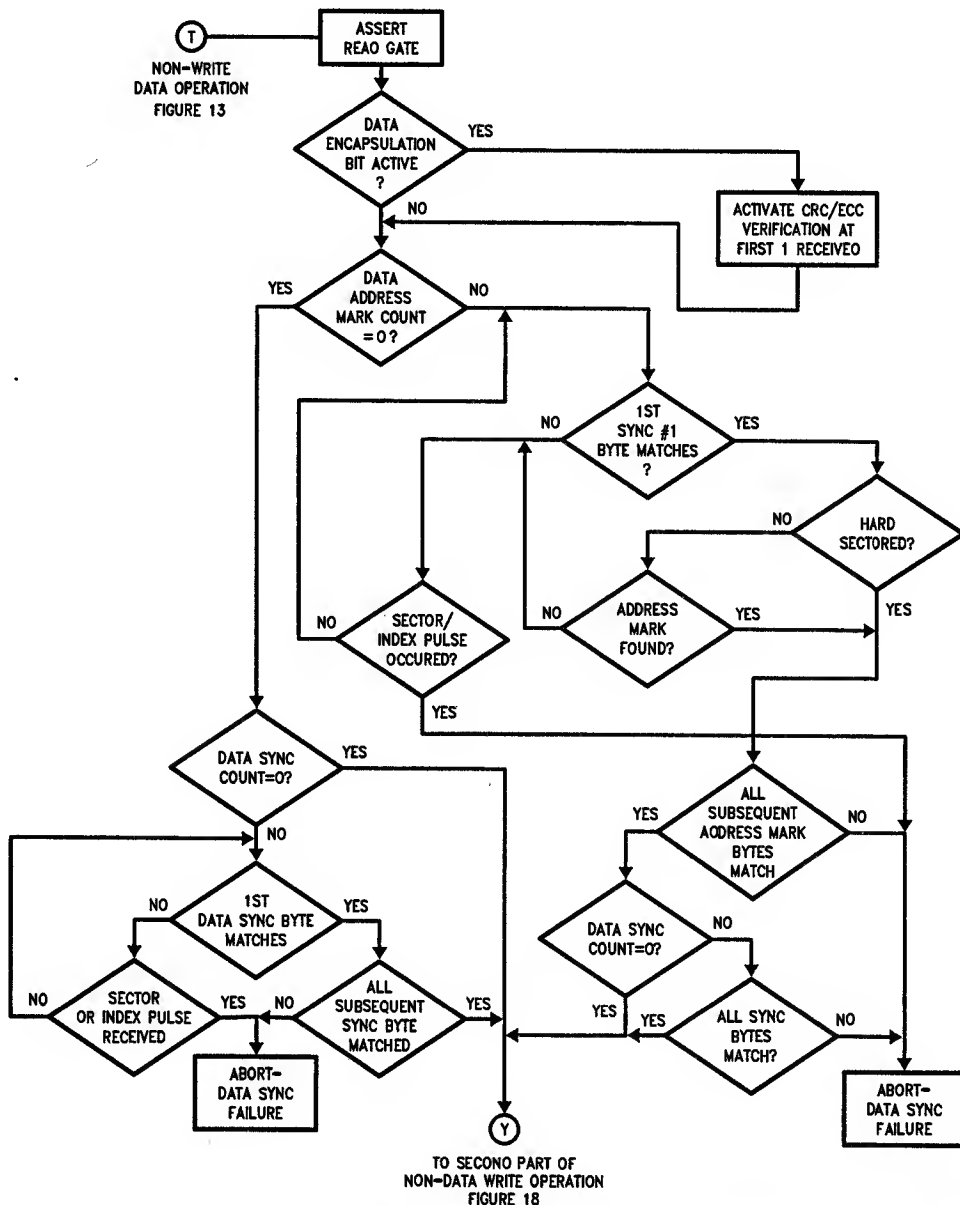 T
NON-WRITE
DATA OPERATION
FIGURE 13
ASSERT
REAO GATE
DATA
ENCAPSULATION
BIT ACTIVE
?
YES
NO
ACTIVATE CRC/ECC
VERIFICATION AT
FIRST 1 RECEIVEO
YES
DATA
ADDRESS
MARK COUNT
=0?
NO
NO
1ST
SYNC #1
BYTE MATCHES
?
YES
NO
HARD
SECTORED?
YES
NO
SECTOR/
INDEX PULSE
OCCURED?
YES
NO
ADDRESS
MARK
FOUND?
YES
DATA SYNC
COUNT=0?
YES
NO
YES
ALL
SUBSEQUENT
AODRESS MARK
BYTES
MATCH
NO
NO
1ST
DATA SYNC BYTE
MATCHES
YES
DATA SYNC
COUNT=0?
NO
YES
NO
SECTOR
OR INDEX PULSE
RECEIVED
YES
NO
ALL
SUBSEQUENT
SYNC BYTE
MATCHED
YES
YES
ALL SYNC
BYTES
MATCH?
NO
ABORT-
DATA SYNC
FAILURE
ABORT-
DATA SYNC
FAILURE
Y
TO SECONO PART OF
NON-DATA WRITE OPERATION
FIGURE 18